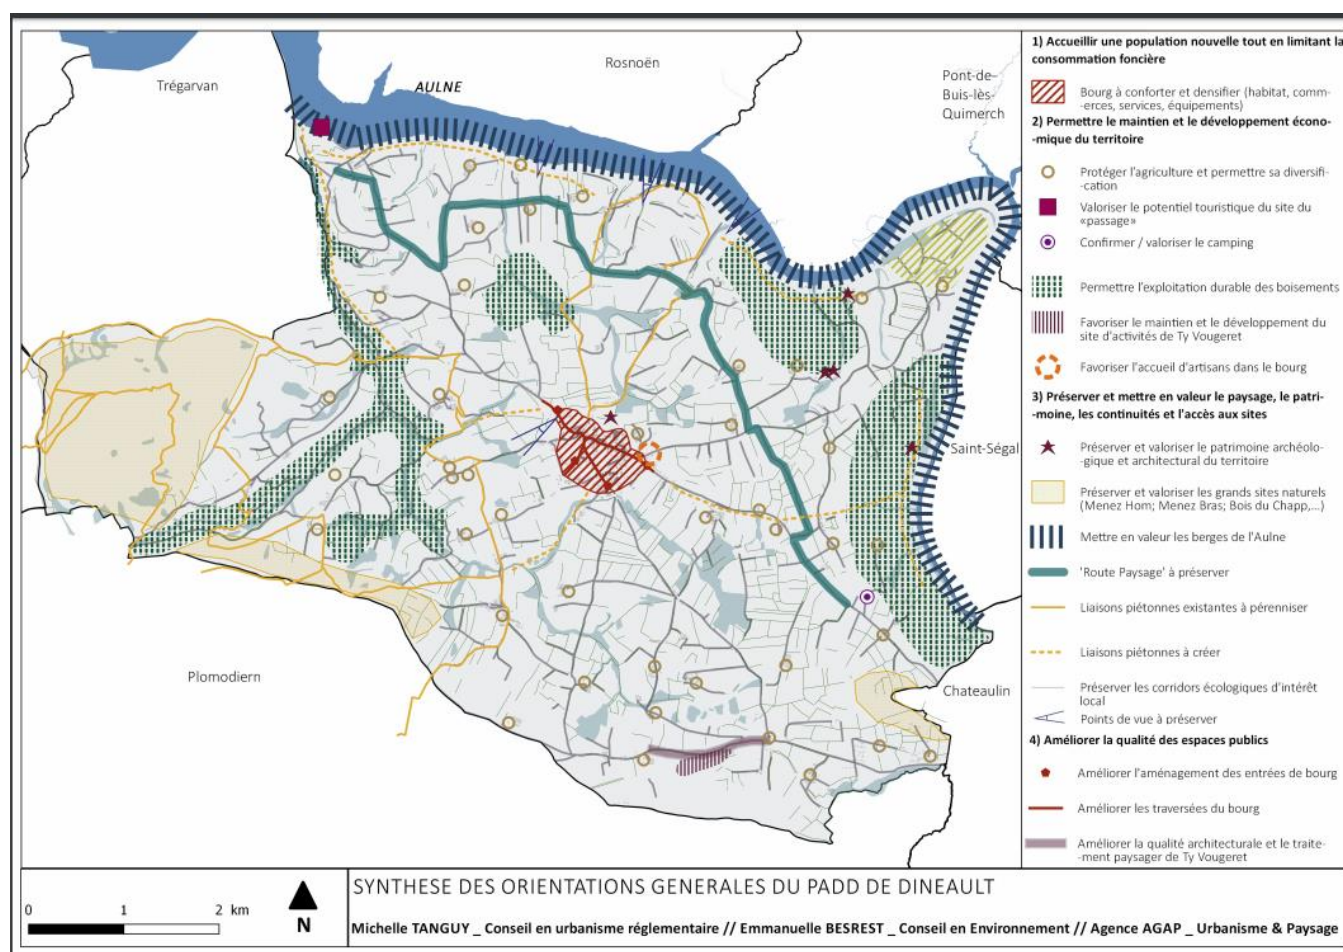 Trégarvan
AULNE
Rosnoën
Pont-de-
Buis-lès-
Quimerch
Saint-Ségal
Plomodiern
Chateaulin
1) Accueillir une population nouvelle tout en limitant la
consommation foncière
Bourg à conforter et densifier (habitat, comm-
-erces, services, équipements)
2) Permettre le maintien et le développement écono-
-mique du territoire
Protéger l'agriculture et permettre sa diversifi-
-cation
Valoriser le potentiel touristique du site du
«passage»
Confirmer / valoriser le camping
Permettre l'exploitation durable des boisements
Favoriser le maintien et le développement du
site d'activités de Ty Vougeret
Favoriser l'accueil d'artisans dans le bourg
3) Préserver et mettre en valeur le paysage, le patri-
-moine, les continuités et l'accès aux sites
Préserver et valoriser le patrimoine archéolo-
-gique et architectural du territoire
Préserver et valoriser les grands sites naturels
(Menez Hom; Menez Bras; Bois du Chapp,...)
Mettre en valeur les berges de l'Aulne
'Route Paysage' à préserver
Liaisons piétonnes existantes à pérenniser
Liaisons piétonnes à créer
Préserver les corridors écologiques d'intérêt
local
Points de vue à préserver
4) Améliorer la qualité des espaces publics
Améliorer l'aménagement des entrées de bourg
Améliorer les traversées du bourg
Améliorer la qualité architecturale et le traite-
-ment paysager de Ty Vougeret
0 1 2 km
N
SYNTHESE DES ORIENTATIONS GENERALES DU PADD DE DINEAULT
Michelle TANGUY _ Conseil en urbanisme réglementaire // Emmanuelle BESREST _ Conseil en Environnement // Agence AGAP _ Urbanisme & Paysage